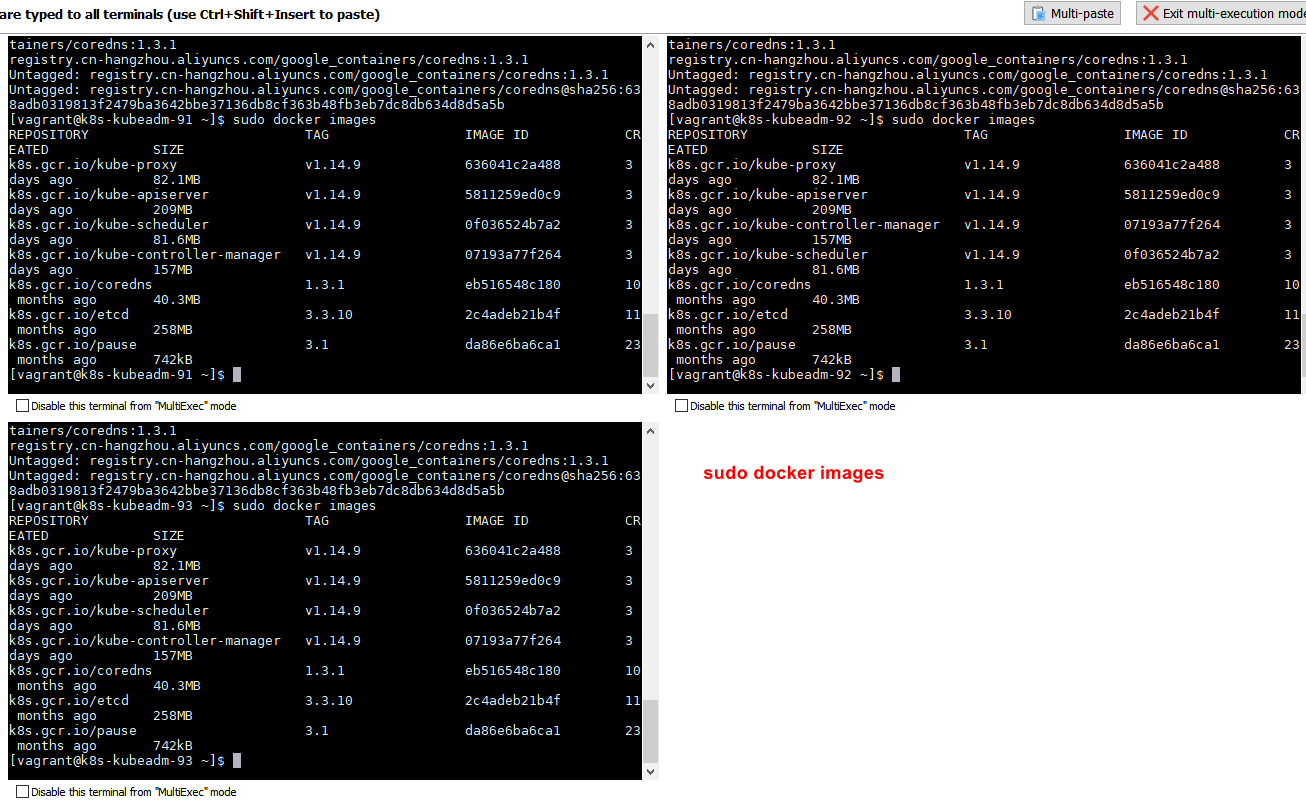 are typed to all terminals (use Ctrl+Shift+Insert to paste)
Multi-paste
Exit multi-execution mode
tainers/coredns:1.3.1
registry.cn-hangzhou.aliyuncs.com/google_containers/coredns:1.3.1
Untagged: registry.cn-hangzhou.aliyuncs.com/google_containers/coredns:1.3.1
Untagged: registry.cn-hangzhou.aliyuncs.com/google_containers/coredns@sha256:63
8adb0319813f2479ba3642bbe37136db8cf363b48fb3eb7dc8db634d8d5a5b
[vagrant@k8s-kubeadm-91 ~]$ sudo docker images
REPOSITORY TAG IMAGE ID CR
EATED SIZE
k8s.gcr.io/kube-proxy v1.14.9 636041c2a488 3
days ago 82.1MB
k8s.gcr.io/kube-apiserver v1.14.9 5811259ed0c9 3
days ago 209MB
k8s.gcr.io/kube-scheduler v1.14.9 0f036524b7a2 3
days ago 81.6MB
k8s.gcr.io/kube-controller-manager v1.14.9 07193a77f264 3
days ago 157MB
k8s.gcr.io/coredns 1.3.1 eb516548c180 10
months ago 40.3MB
k8s.gcr.io/etcd 3.3.10 2c4adeb21b4f 11
months ago 258MB
k8s.gcr.io/pause 3.1 da86e6ba6ca1 23
months ago 742kB
[vagrant@k8s-kubeadm-91 ~]$
Disable this terminal from "MultiExec" mode
tainers/coredns:1.3.1
registry.cn-hangzhou.aliyuncs.com/google_containers/coredns:1.3.1
Untagged: registry.cn-hangzhou.aliyuncs.com/google_containers/coredns:1.3.1
Untagged: registry.cn-hangzhou.aliyuncs.com/google_containers/coredns@sha256:63
8adb0319813f2479ba3642bbe37136db8cf363b48fb3eb7dc8db634d8d5a5b
[vagrant@k8s-kubeadm-92 ~]$ sudo docker images
REPOSITORY TAG IMAGE ID CR
EATED SIZE
k8s.gcr.io/kube-proxy v1.14.9 636041c2a488 3
days ago 82.1MB
k8s.gcr.io/kube-apiserver v1.14.9 5811259ed0c9 3
days ago 209MB
k8s.gcr.io/kube-controller-manager v1.14.9 07193a77f264 3
days ago 157MB
k8s.gcr.io/kube-scheduler v1.14.9 0f036524b7a2 3
days ago 81.6MB
k8s.gcr.io/coredns 1.3.1 eb516548c180 10
months ago 40.3MB
k8s.gcr.io/etcd 3.3.10 2c4adeb21b4f 11
months ago 258MB
k8s.gcr.io/pause 3.1 da86e6ba6ca1 23
months ago 742kB
[vagrant@k8s-kubeadm-92 ~]$
Disable this terminal from "MultiExec" mode
tainers/coredns:1.3.1
registry.cn-hangzhou.aliyuncs.com/google_containers/coredns:1.3.1
Untagged: registry.cn-hangzhou.aliyuncs.com/google_containers/coredns:1.3.1
Untagged: registry.cn-hangzhou.aliyuncs.com/google_containers/coredns@sha256:63
8adb0319813f2479ba3642bbe37136db8cf363b48fb3eb7dc8db634d8d5a5b
[vagrant@k8s-kubeadm-93 ~]$ sudo docker images
REPOSITORY TAG IMAGE ID CR
EATED SIZE
k8s.gcr.io/kube-proxy v1.14.9 636041c2a488 3
days ago 82.1MB
k8s.gcr.io/kube-apiserver v1.14.9 5811259ed0c9 3
days ago 209MB
k8s.gcr.io/kube-scheduler v1.14.9 0f036524b7a2 3
days ago 81.6MB
k8s.gcr.io/kube-controller-manager v1.14.9 07193a77f264 3
days ago 157MB
k8s.gcr.io/coredns 1.3.1 eb516548c180 10
months ago 40.3MB
k8s.gcr.io/etcd 3.3.10 2c4adeb21b4f 11
months ago 258MB
k8s.gcr.io/pause 3.1 da86e6ba6ca1 23
months ago 742kB
[vagrant@k8s-kubeadm-93 ~]$
Disable this terminal from "MultiExec" mode
sudo docker images